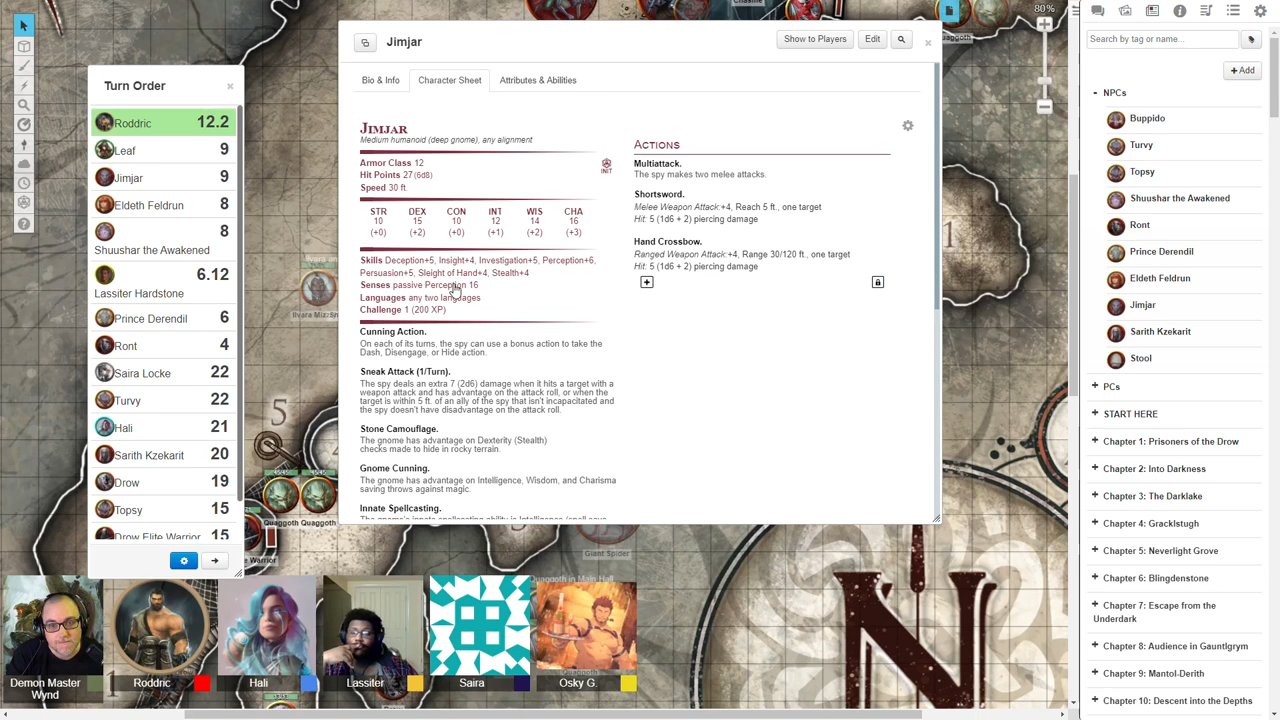 Turn Order
Roddric 12.2
Leaf 9
Jimjar 9
Eldeth Feldrun 8
8
Shuushar the Awakened
6.12
Lassiter Hardstone
Prince Derendil 6
Ront 4
Saira Locke 22
Turvy 22
Hali 21
Sarith Kzekarit 20
Drow 19
Topsy 15
Drow Elite Warrior 15
Jimjar
Show to Players
Edit
Bio & Info
Character Sheet
Attributes & Abilities
Jimjar
Medium humanoid (deep gnome), any alignment
Armor Class 12
Hit Points 27 (6d8)
Speed 30 ft.
INIT
STR DEX CON INT WIS CHA
10 15 10 12 14 16
(+0) (+2) (+0) (+1) (+2) (+3)
Skills Deception+5, Insight+4, Investigation+5, Perception+6,
Persuasion+5, Sleight of Hand+4, Stealth+4
Senses passive Perception 16
Languages any two languages
Challenge 1 (200 XP)
Cunning Action.
On each of its turns, the spy can use a bonus action to take the
Dash, Disengage, or Hide action.
Sneak Attack (1/Turn).
The spy deals an extra 7 (2d6) damage when it hits a target with a
weapon attack and has advantage on the attack roll, or when the
target is within 5 ft. of an ally of the spy that isn't incapacitated and
the spy doesn't have disadvantage on the attack roll.
Stone Camouflage.
The gnome has advantage on Dexterity (Stealth)
checks made to hide in rocky terrain.
Gnome Cunning.
The gnome has advantage on Intelligence, Wisdom, and Charisma
saving throws against magic.
Innate Spellcasting.
Actions
Multiattack.
The spy makes two melee attacks.
Shortsword.
Melee Weapon Attack:+4, Reach 5 ft., one target
Hit: 5 (1d6 + 2) piercing damage
Hand Crossbow.
Ranged Weapon Attack:+4, Range 30/120 ft., one target
Hit: 5 (1d6 + 2) piercing damage
80%
Search by tag or name...
+ Add
NPCs
Buppido
Turvy
Topsy
Shuushar the Awakened
Ront
Prince Derendil
Eldeth Feldrun
Jimjar
Sarith Kzekarit
Stool
PCs
START HERE
Chapter 1: Prisoners of the Drow
Chapter 2: Into Darkness
Chapter 3: The Darklake
Chapter 4: Gracklstugh
Chapter 5: Neverlight Grove
Chapter 6: Blingdenstone
Chapter 7: Escape from the
Underdark
Chapter 8: Audience in Gauntlgrym
Chapter 9: Mantol-Derith
Chapter 10: Descent into the Depths
5
1
Quaggoth Quaggoth
Giant Spider
Quaggoth in Main Hall
N
Demon Master
Wynd
Roddric
Hali
Lassiter
Saira
Osky G.